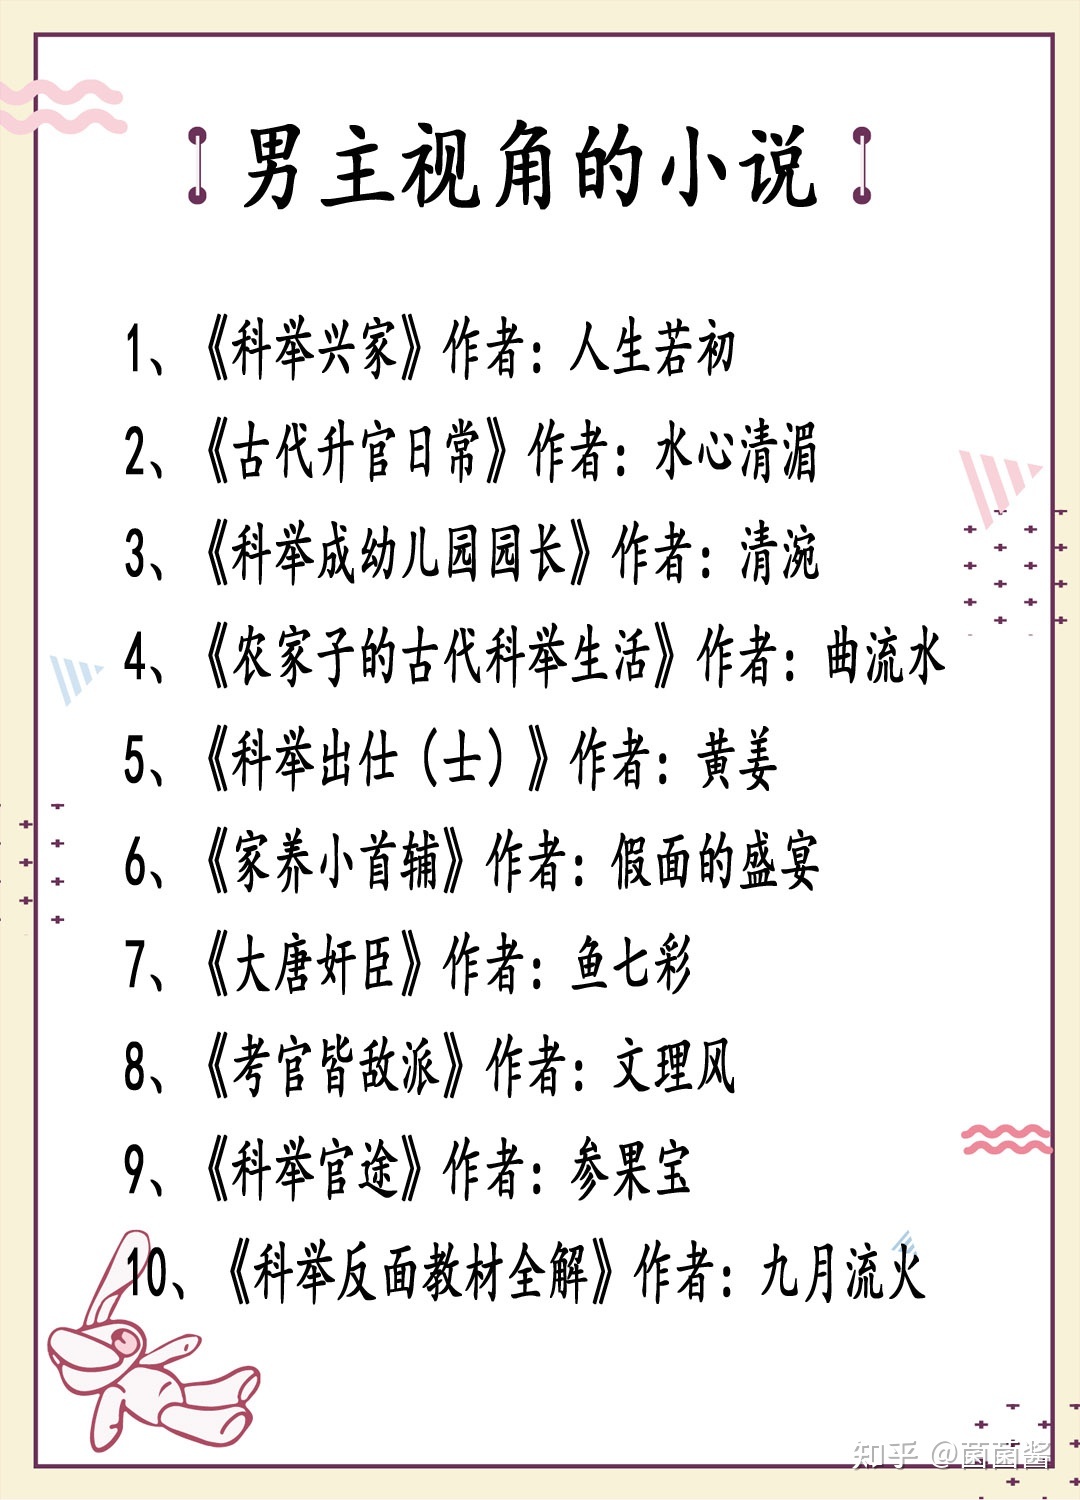 男主视角的小说
1、《科举兴家》作者：人生若初
2、《古代升官日常》作者：水心清湄
3、《科举成幼儿园园长》作者：清涴
4、《农家子的古代科举生活》作者：曲流水
5、《科举出仕（士）》作者：黄姜
6、《家养小首辅》作者：假面的盛宴
7、《大唐奸臣》作者：鱼七彩
8、《考官皆敌派》作者：文理风
9、《科举官途》作者：参果宝
10、《科举反面教材全解》作者：九月流火
知乎 @菌菌酱